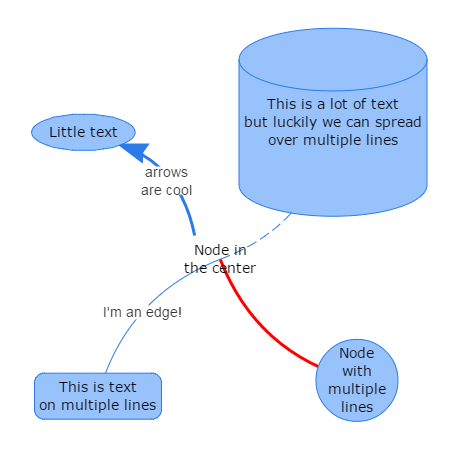 This is a lot of text
but luckily we can spread
over multiple lines
Little text
arrows
are cool
Node in
the center
I'm an edge!
Node
with
multiple
lines
This is text
on multiple lines